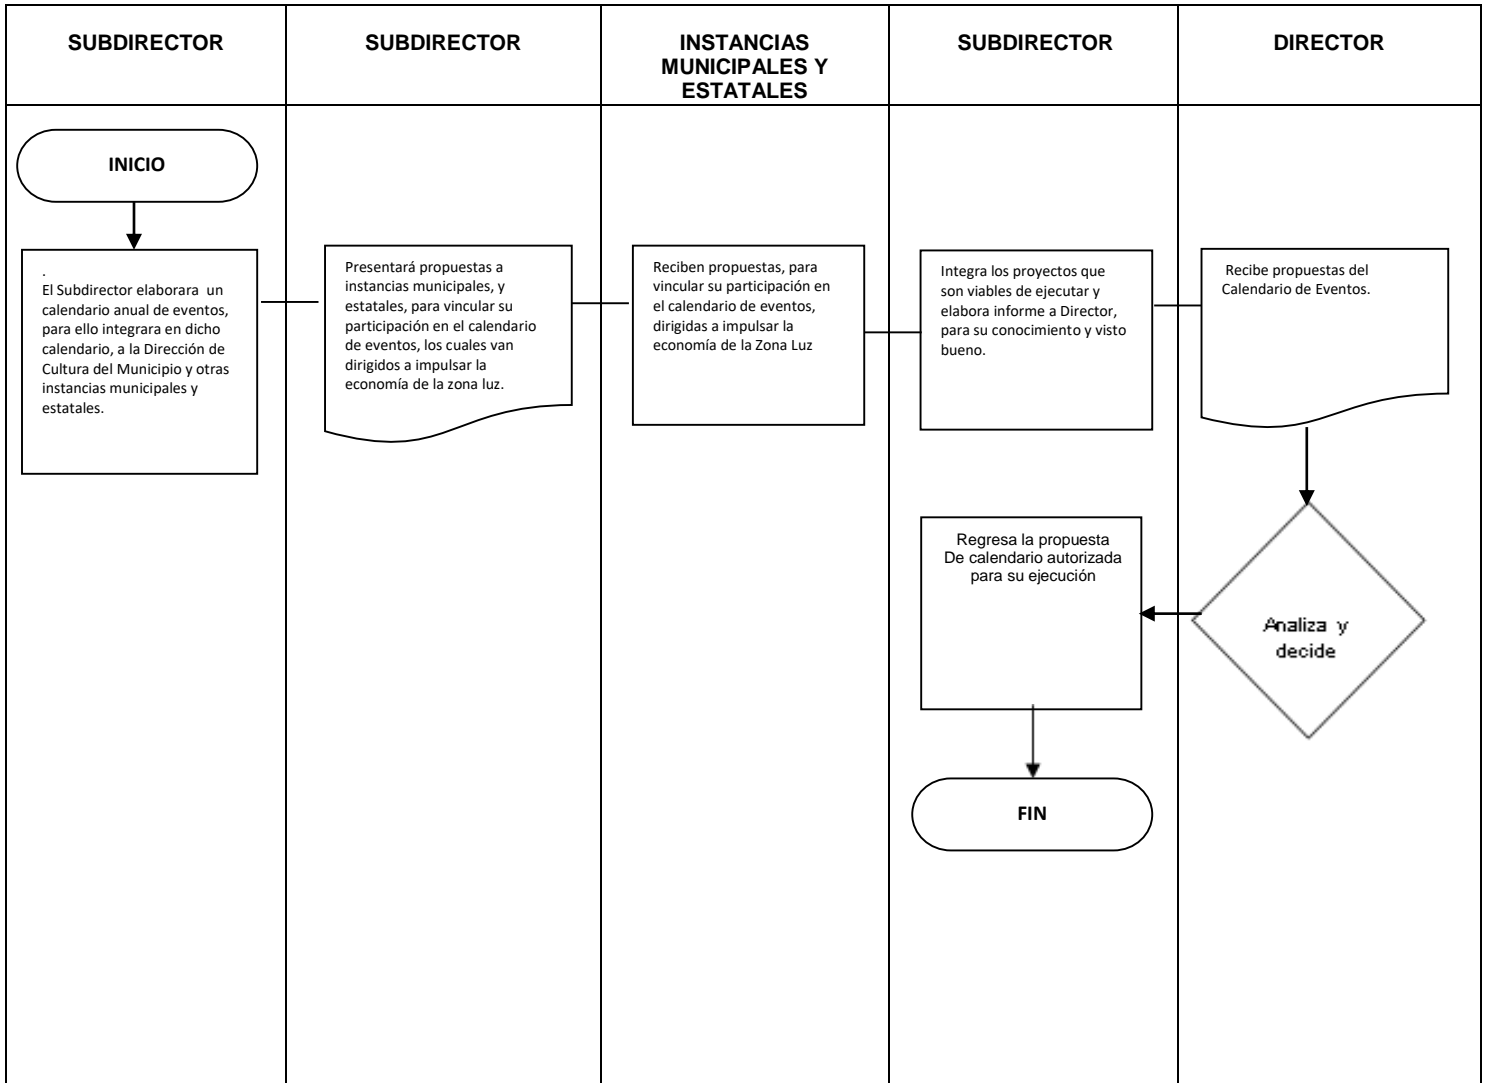 SUBDIRECTOR
SUBDIRECTOR
INSTANCIAS
MUNICIPALES Y
ESTATALES
SUBDIRECTOR
DIRECTOR
INICIO
.
El Subdirector elaborara  un
calendario anual de eventos,
para ello integrara en dicho
calendario, a la Dirección de
Cultura del Municipio y otras
instancias municipales y
estatales.
Presentará propuestas a
instancias municipales, y
estatales, para vincular su
participación en el calendario
de eventos, los cuales van
dirigidos a impulsar la
economía de la zona luz.
Reciben propuestas, para
vincular su participación en
el calendario de eventos,
dirigidas a impulsar la
economía de la Zona Luz
Integra los proyectos que
son viables de ejecutar y
elabora informe a Director,
para su conocimiento y visto
bueno.
Recibe propuestas del
Calendario de Eventos.
Analiza y
decide
Regresa la propuesta
De calendario autorizada
para su ejecución
FIN